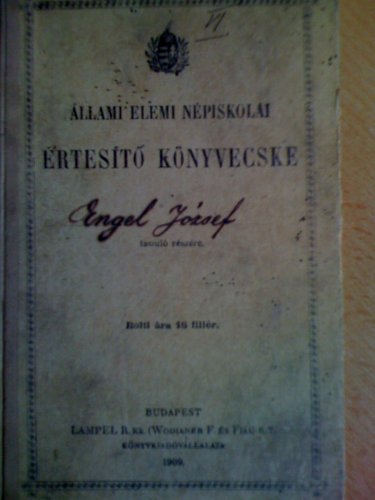 VI
ÁLLAMI ELEMI NÉPISKOLAI
ÉRTESITŐ KÖNYVECSKE
Engel József
tanuló részére.
Bolti ára 16 fillér.
BUDAPEST
LAMPEL R. KK. (WODIANER F. ÉS FIAI) R. T.
KÖNYVKIADÓVÁLLALATA
1909.